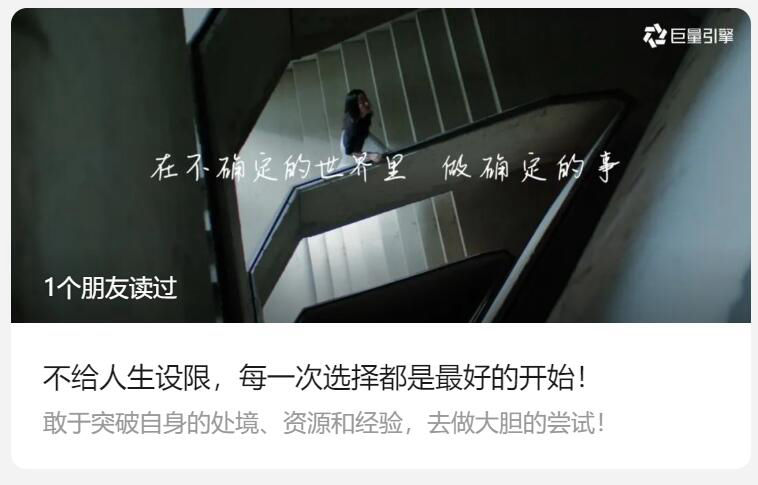 巨量引擎
在不确定的世界里 做确定的事
1个朋友读过
不给人生设限，每一次选择都是最好的开始！
敢于突破自身的处境、资源和经验，去做大胆的尝试！